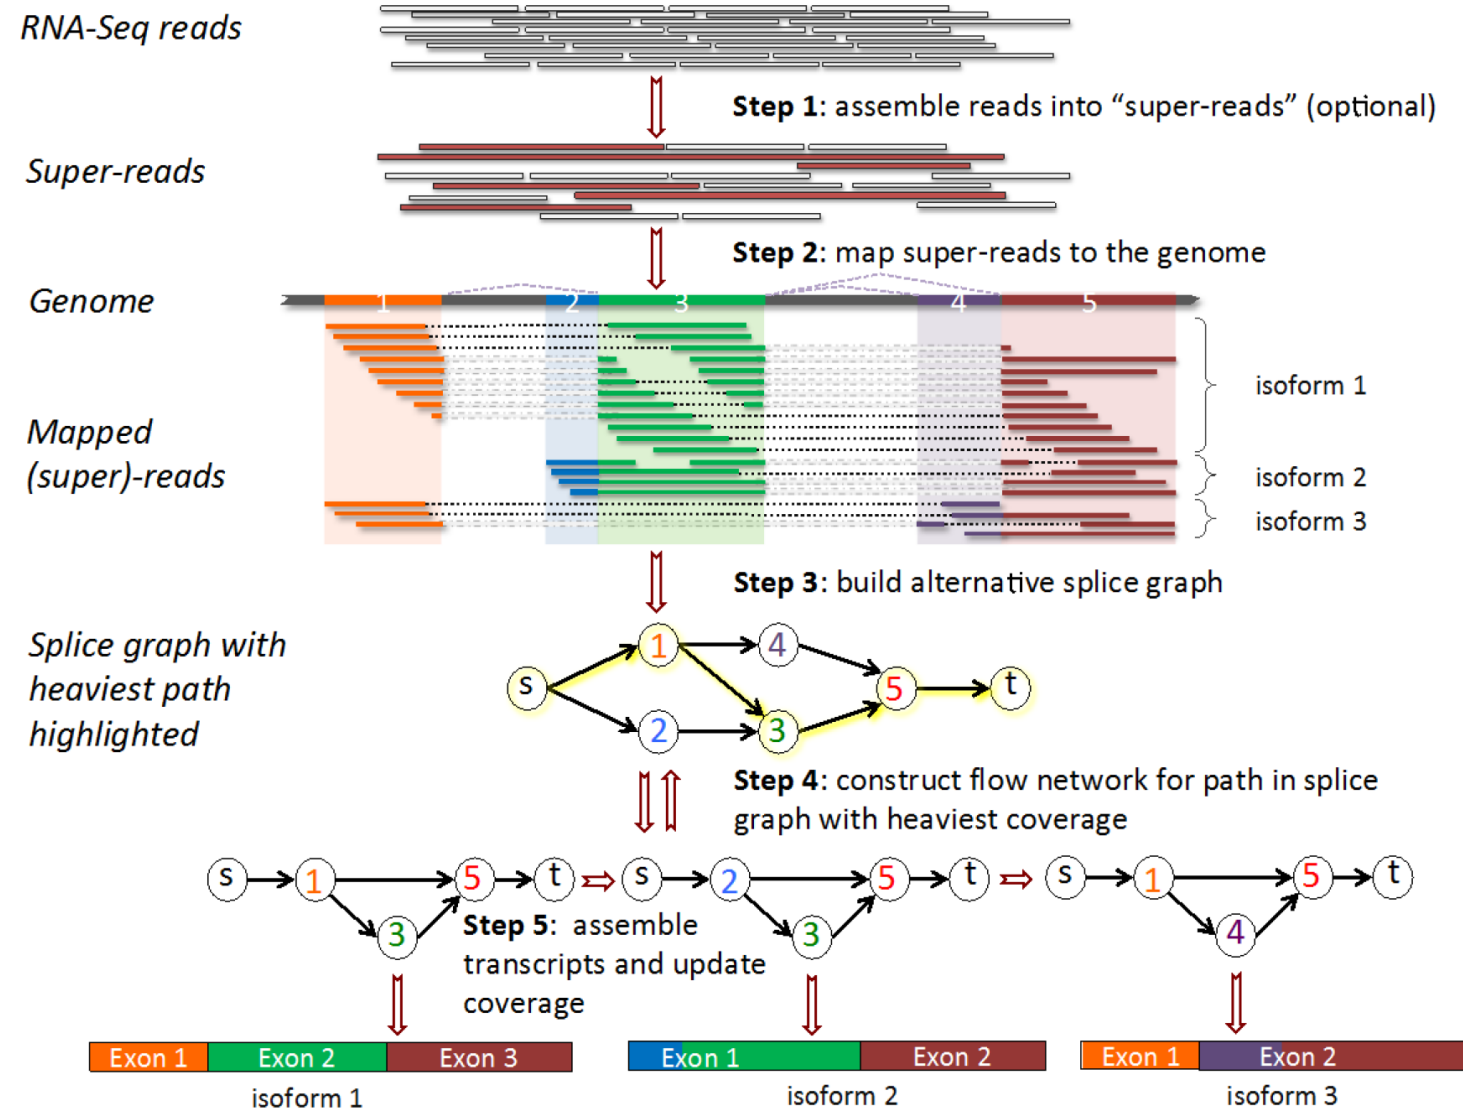 RNA-Seq reads
Step 1: assemble reads into “super-reads” (optional)
Super-reads
Step 2: map super-reads to the genome
Genome
1 2 3 4 5
isoform 1
Mapped
(super)-reads
isoform 2
isoform 3
Step 3: build alternative splice graph
Splice graph with
heaviest path
highlighted
1 4
s 5 t
2 3
Step 4: construct flow network for path in splice
graph with heaviest coverage
s 1 5 t s 2 5 t s 1 5 t
3 3 4
Step 5: assemble
transcripts and update
coverage
Exon 1 Exon 2 Exon 3 Exon 1 Exon 2 Exon 1 Exon 2
isoform 1 isoform 2 isoform 3